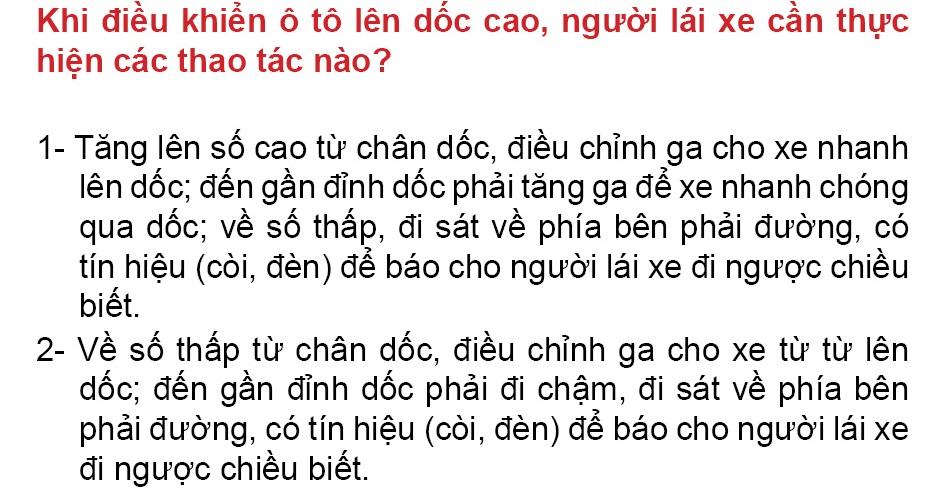 Khi điều khiển ô tô lên dốc cao, người lái xe cần thực
hiện các thao tác nào?
1- Tăng lên số cao từ chân dốc, điều chỉnh ga cho xe nhanh
lên dốc; đến gần đỉnh dốc phải tăng ga để xe nhanh chóng
qua dốc; về số thấp, đi sát về phía bên phải đường, có
tín hiệu (còi, đèn) để báo cho người lái xe đi ngược chiều
biết.
2- Về số thấp từ chân dốc, điều chỉnh ga cho xe từ từ lên
dốc; đến gần đỉnh dốc phải đi chậm, đi sát về phía bên
phải đường, có tín hiệu (còi, đèn) để báo cho người lái xe
đi ngược chiều biết.